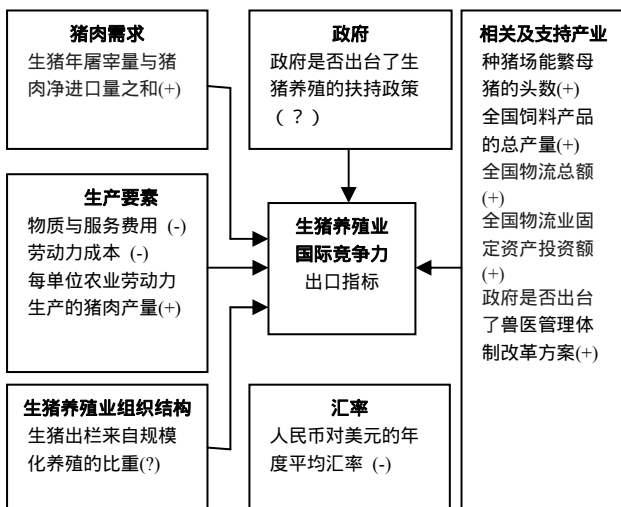 猪肉需求
生猪年屠宰量与猪
肉净进口量之和(+)
政府
政府是否出台了生
猪养殖的扶持政策
（？）
相关及支持产业
种猪场能繁母
猪的头数(+)
全国饲料产品
的总产量(+)
全国物流总额
(+)
全国物流业固
定资产投资额
(+)
政府是否出台
了兽医管理体
制改革方案(+)
生产要素
物质与服务费用 (-)
劳动力成本 (-)
每单位农业劳动力
生产的猪肉产量(+)
生猪养殖业
国际竞争力
出口指标
生猪养殖业组织结构
生猪出栏来自规模
化养殖的比重(?)
汇率
人民币对美元的年
度平均汇率 (-)